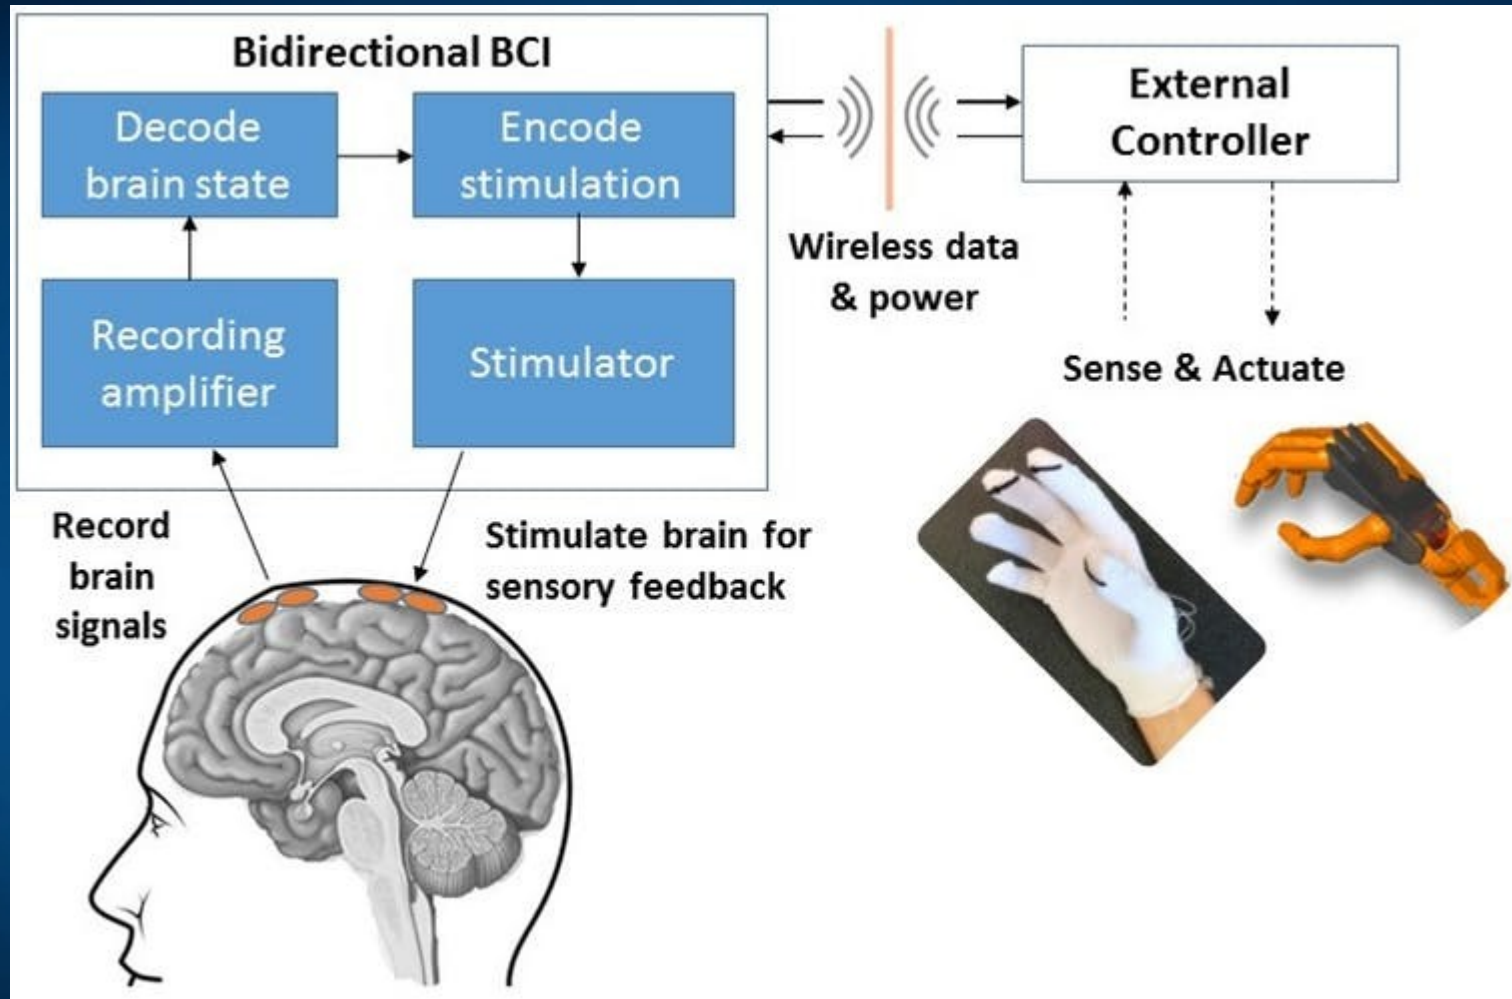 Bidirectional BCI
Decode
brain state
Encode
stimulation
Recording
amplifier
Stimulator
External
Controller
Wireless data
& power
Sense & Actuate
Record
brain
signals
Stimulate brain for
sensory feedback